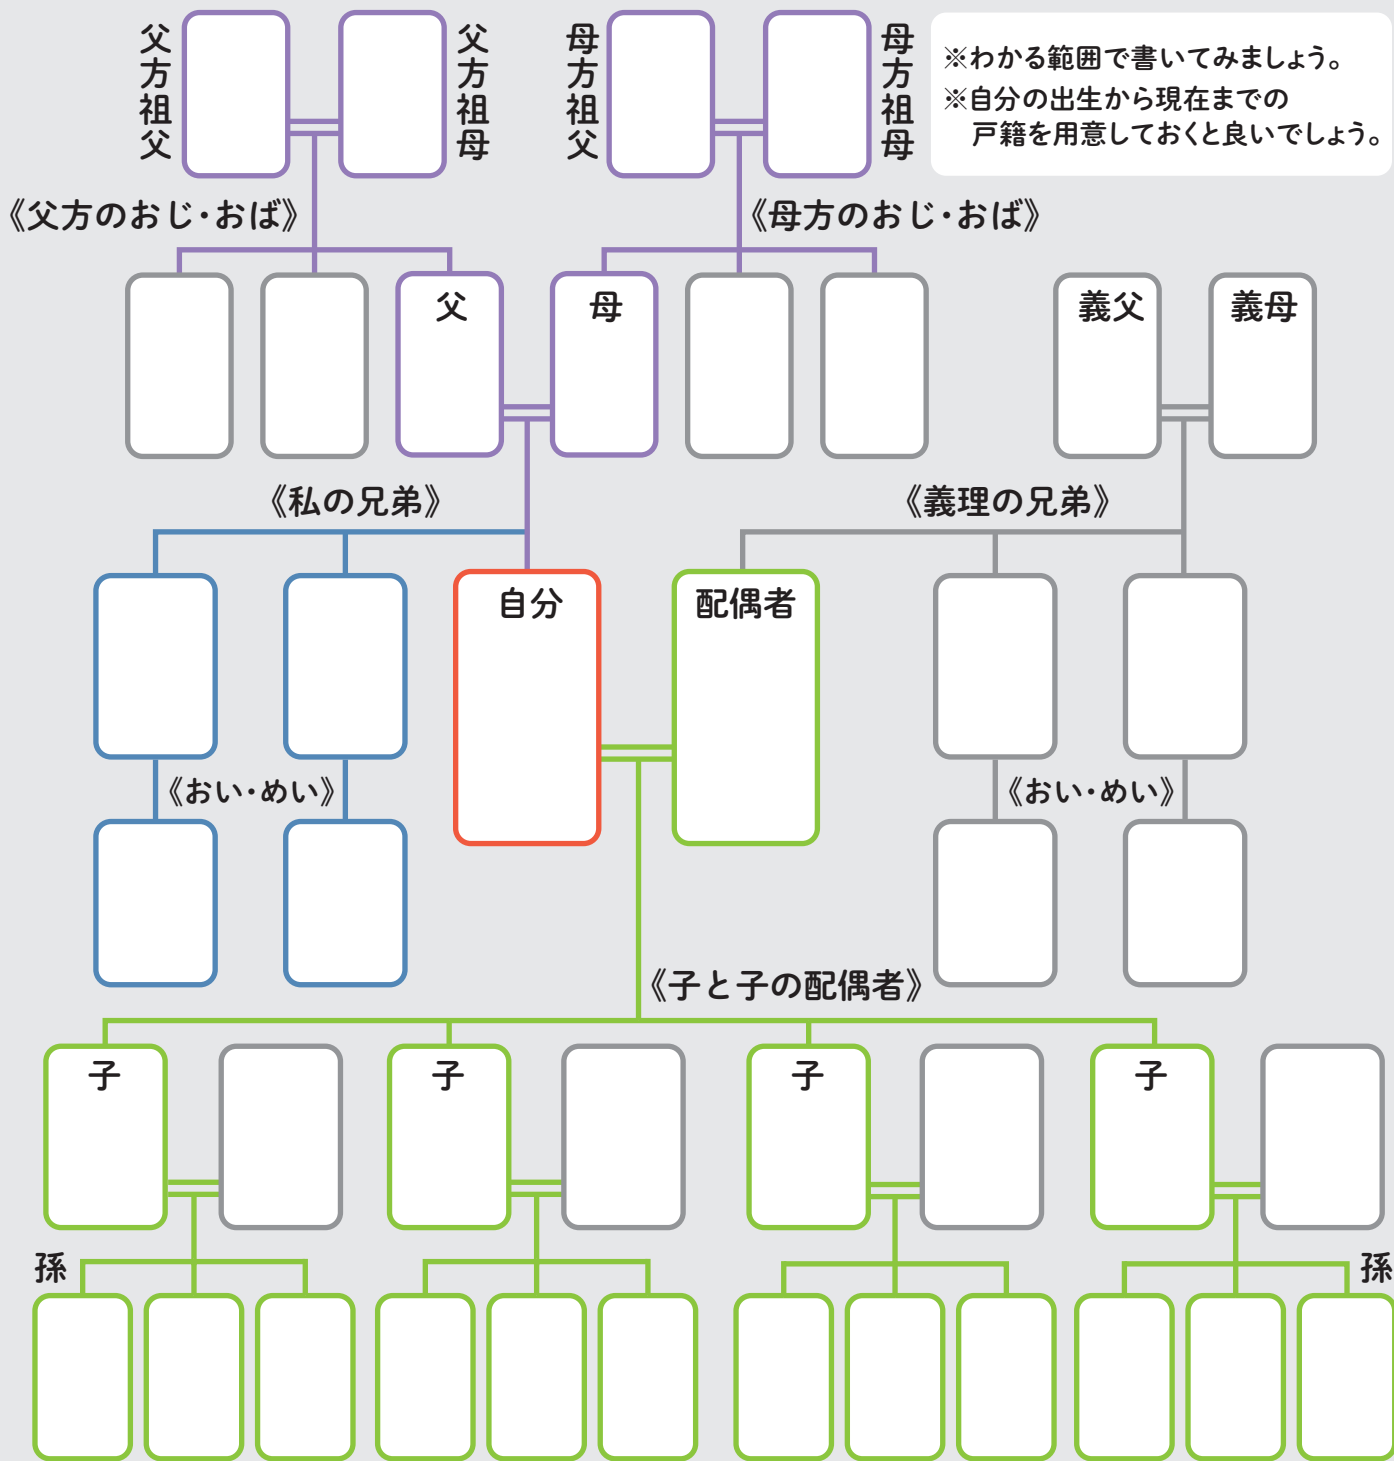 父方祖父
父方祖母
母方祖父
母方祖母
※わかる範囲で書いてみましょう。
※自分の出生から現在までの
戸籍を用意しておくと良いでしょう。
《父方のおじ・おば》
《母方のおじ・おば》
父
母
義父
義母
《私の兄弟》
《義理の兄弟》
自分
配偶者
《おい・めい》
《おい・めい》
《子と子の配偶者》
子
子
子
子
孫
孫